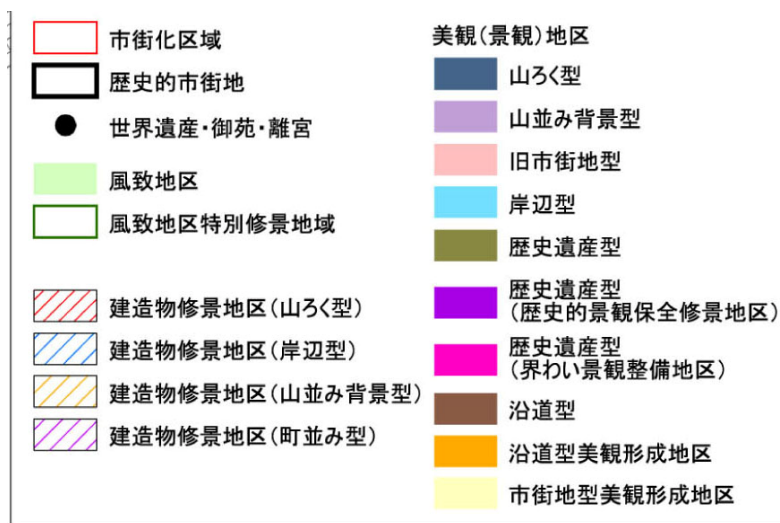 市街化区域
歴史的市街地
世界遺産・御苑・離宮
風致地区
風致地区特別修景地域
建造物修景地区(山ろく型)
建造物修景地区(岸辺型)
建造物修景地区(山並み背景型)
建造物修景地区(町並み型)
美観(景観)地区
山ろく型
山並み背景型
旧市街地型
岸辺型
歴史遺産型
歴史遺産型
(歴史的景観保全修景地区)
歴史遺産型
(界わい景観整備地区)
沿道型
沿道型美観形成地区
市街地型美観形成地区